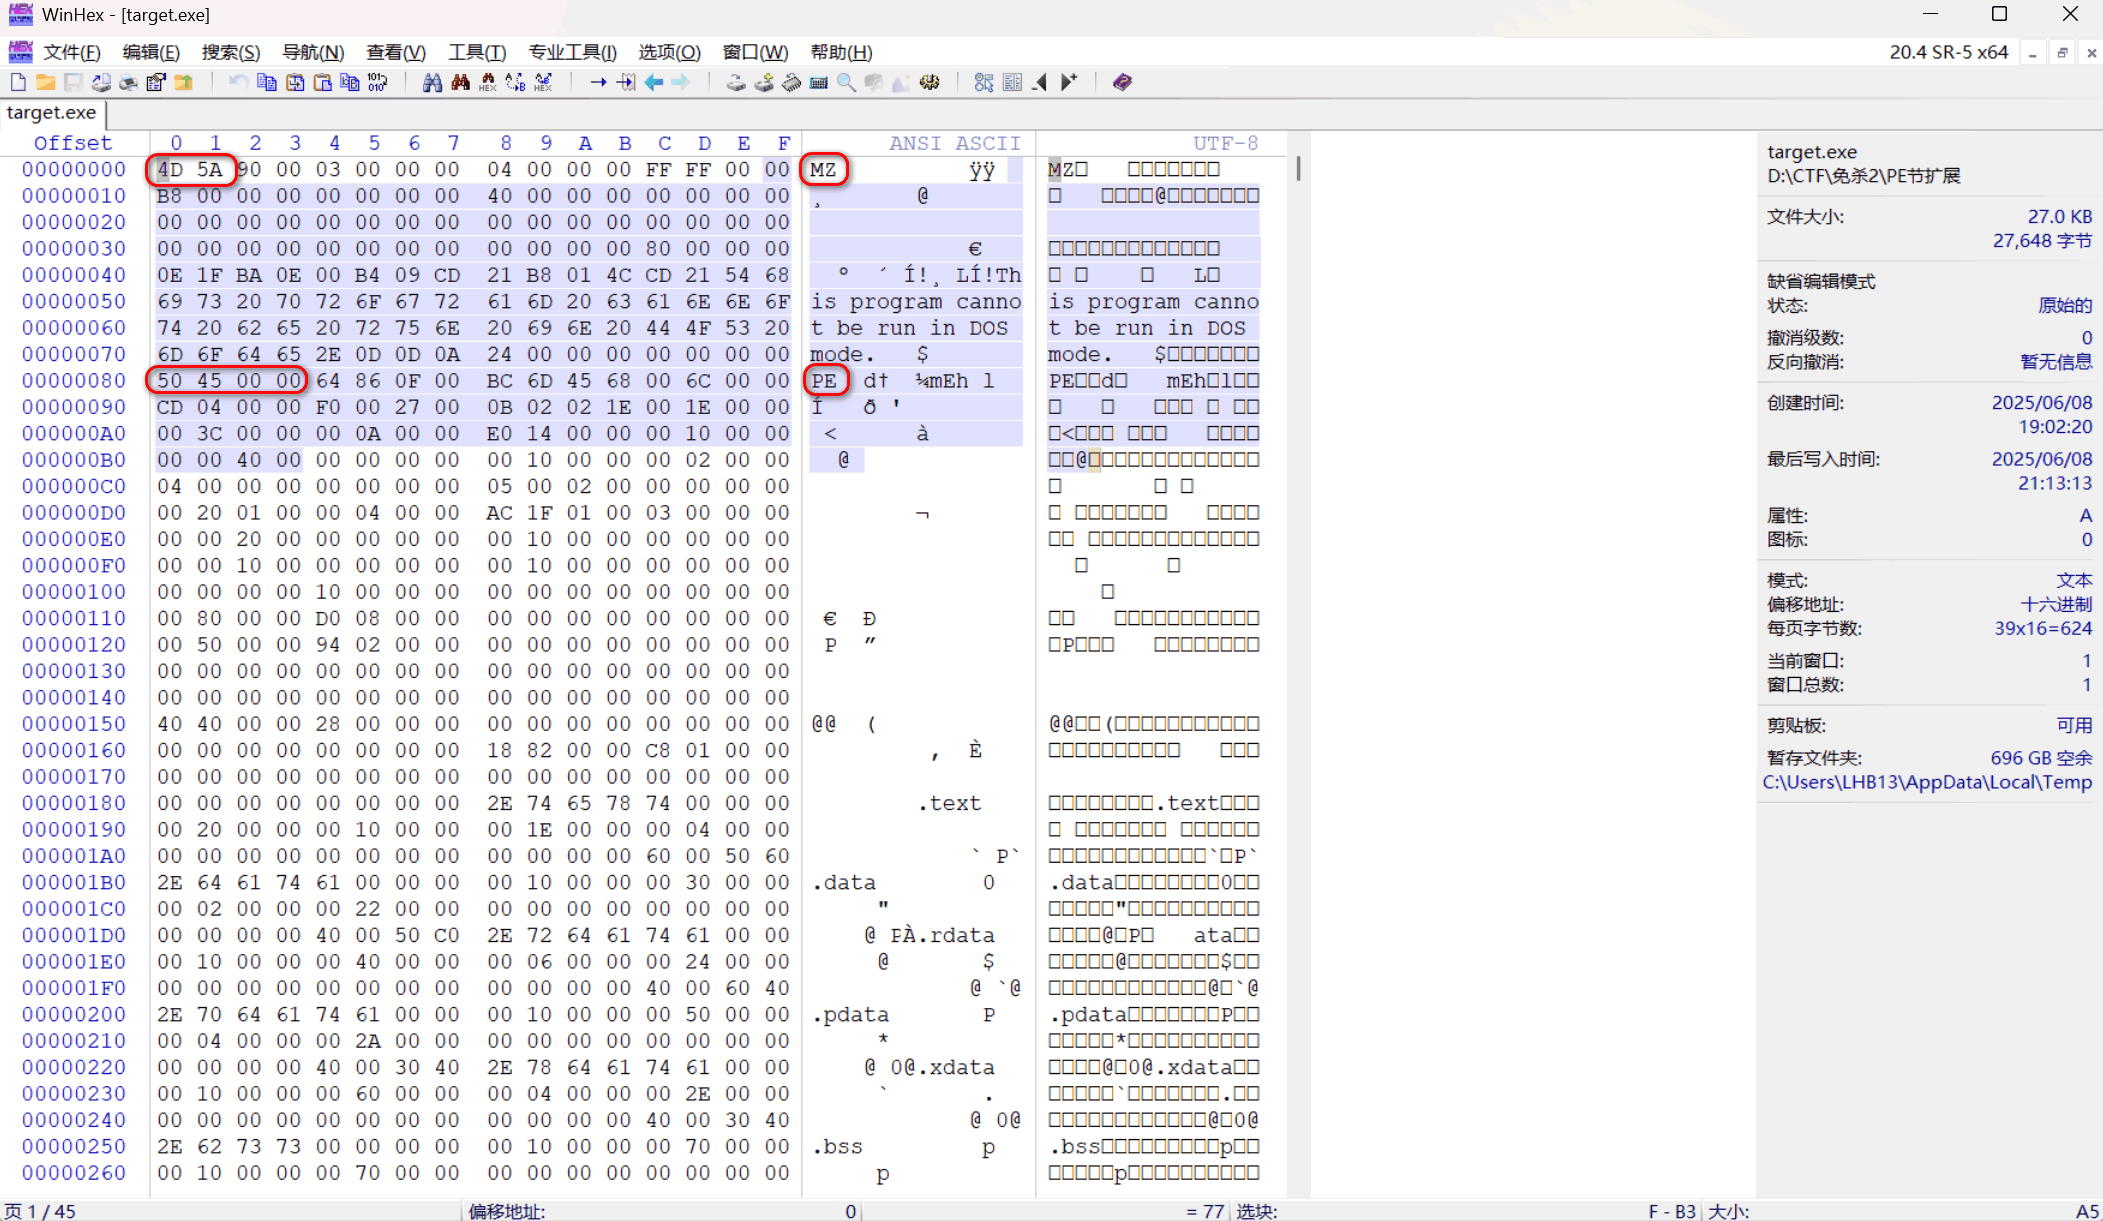 WinHex - [target.exe]
文件(F) 编辑(E) 搜索(S) 导航(N) 查看(V) 工具(T) 专业工具(I) 选项(O) 窗口(W) 帮助(H) 20.4 SR-5 x64
target.exe
Offset 0 1 2 3 4 5 6 7 8 9 A B C D E F ANSI ASCII UTF-8
00000000 4D 5A 90 00 03 00 00 00 04 00 00 00 FF FF 00 00 MZ ÿÿ MZ
00000010 B8 00 00 00 00 00 00 00 40 00 00 00 00 00 00 00 ¸ @ @
00000020 00 00 00 00 00 00 00 00 00 00 00 00 00 00 00 00
00000030 00 00 00 00 00 00 00 00 00 00 00 00 80 00 00 00 €
00000040 0E 1F BA 0E 00 B4 09 CD 21 B8 01 4C CD 21 54 68 º ´ Í!¸ LÍ!Th L
00000050 69 73 20 70 72 6F 67 72 61 6D 20 63 61 6E 6E 6F is program canno is program canno
00000060 74 20 62 65 20 72 75 6E 20 69 6E 20 44 4F 53 20 t be run in DOS t be run in DOS
00000070 6D 6F 64 65 2E 0D 0D 0A 24 00 00 00 00 00 00 00 mode. $ mode. $
00000080 50 45 00 00 64 86 0F 00 BC 6D 45 68 00 6C 00 00 PE d† ¼mEh l PE d mEh l
00000090 CD 04 00 00 F0 00 27 00 0B 02 02 1E 00 1E 00 00 Í ð '
000000A0 00 3C 00 00 00 0A 00 00 E0 14 00 00 00 10 00 00 < à <
000000B0 00 00 40 00 00 00 00 00 00 10 00 00 00 02 00 00 @ @
000000C0 04 00 00 00 00 00 00 00 05 00 02 00 00 00 00 00
000000D0 00 20 01 00 00 04 00 00 AC 1F 01 00 03 00 00 00 ¬
000000E0 00 00 20 00 00 00 00 00 00 10 00 00 00 00 00 00
000000F0 00 00 10 00 00 00 00 00 00 10 00 00 00 00 00 00
00000100 00 00 00 00 10 00 00 00 00 00 00 00 00 00 00 00
00000110 00 80 00 00 D0 08 00 00 00 00 00 00 00 00 00 00 € Ð
00000120 00 50 00 00 94 02 00 00 00 00 00 00 00 00 00 00 P ” P
00000130 00 00 00 00 00 00 00 00 00 00 00 00 00 00 00 00
00000140 00 00 00 00 00 00 00 00 00 00 00 00 00 00 00 00
00000150 40 40 00 00 28 00 00 00 00 00 00 00 00 00 00 00 @@ ( @@ (
00000160 00 00 00 00 00 00 00 00 18 82 00 00 C8 01 00 00 ‚ È
00000170 00 00 00 00 00 00 00 00 00 00 00 00 00 00 00 00
00000180 00 00 00 00 00 00 00 00 2E 74 65 78 74 00 00 00 .text .text
00000190 00 20 00 00 00 10 00 00 00 1E 00 00 00 04 00 00
000001A0 00 00 00 00 00 00 00 00 00 00 00 00 60 00 50 60 ` P` ` P`
000001B0 2E 64 61 74 61 00 00 00 00 10 00 00 00 30 00 00 .data 0 .data 0
000001C0 00 02 00 00 00 22 00 00 00 00 00 00 00 00 00 00 " "
000001D0 00 00 00 00 40 00 50 C0 2E 72 64 61 74 61 00 00 @ PÀ.rdata @ P ata
000001E0 00 10 00 00 00 40 00 00 00 06 00 00 00 24 00 00 @ $ @ $
000001F0 00 00 00 00 00 00 00 00 00 00 00 00 40 00 60 40 @ `@ @ `@
00000200 2E 70 64 61 74 61 00 00 00 10 00 00 00 50 00 00 .pdata P .pdata P
00000210 00 04 00 00 00 2A 00 00 00 00 00 00 00 00 00 00 * *
00000220 00 00 00 00 40 00 30 40 2E 78 64 61 74 61 00 00 @ 0@.xdata @ 0@.xdata
00000230 00 10 00 00 00 60 00 00 00 04 00 00 00 2E 00 00 ` . ` .
00000240 00 00 00 00 00 00 00 00 00 00 00 00 40 00 30 40 @ 0@ @ 0@
00000250 2E 62 73 73 00 00 00 00 00 10 00 00 00 70 00 00 .bss p .bss p
00000260 00 10 00 00 00 70 00 00 00 00 00 00 00 00 00 00 p p
target.exe
D:\CTF\免杀2\PE节扩展
文件大小: 27.0 KB
27,648 字节
缺省编辑模式
状态: 原始的
撤消级数: 0
反向撤消: 暂无信息
创建时间: 2025/06/08
19:02:20
最后写入时间: 2025/06/08
21:13:13
属性: A
图标: 0
模式: 文本
偏移地址: 十六进制
每页字节数: 39x16=624
当前窗口: 1
窗口总数: 1
剪贴板: 可用
暂存文件夹: 696 GB 空余
C:\Users\LHB13\AppData\Local\Temp
页 1 / 45 偏移地址: 0 = 77 选块: F - B3 大小: A5